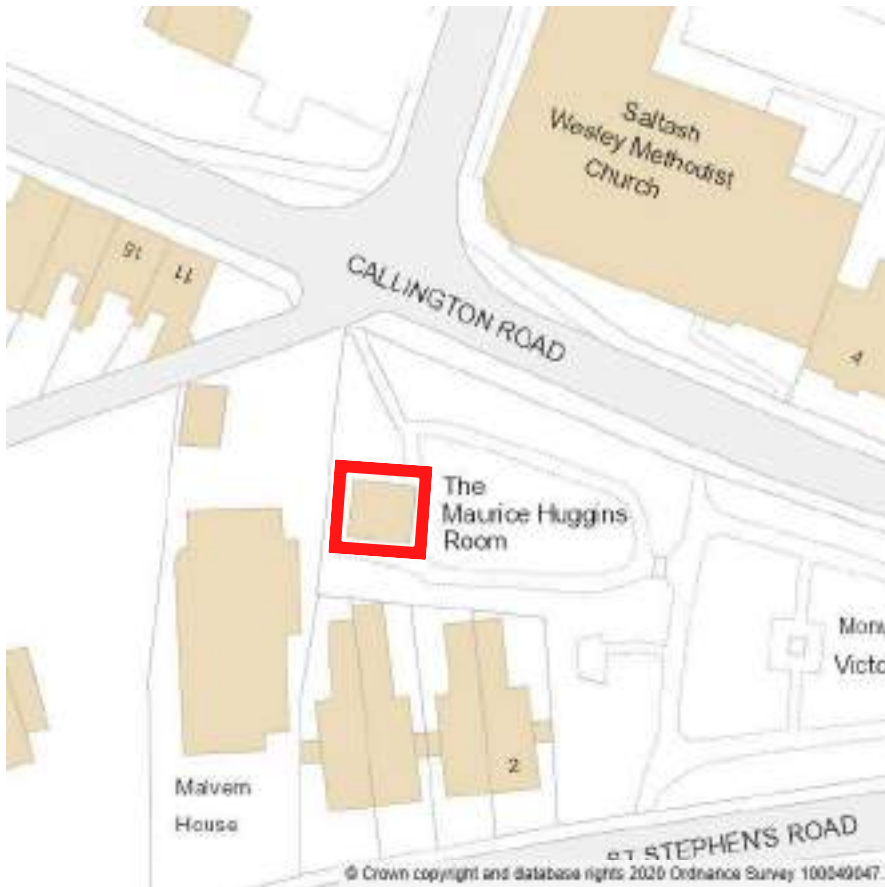 Saltash
Wesley Methodist
Church
15
11
CALLINGTON ROAD
4
The
Maurice Huggins
Room
Monu
Victo
2
Malvern
House
ST STEPHEN'S ROAD
© Crown copyright and database rights 2020 Ordnance Survey 100049047.